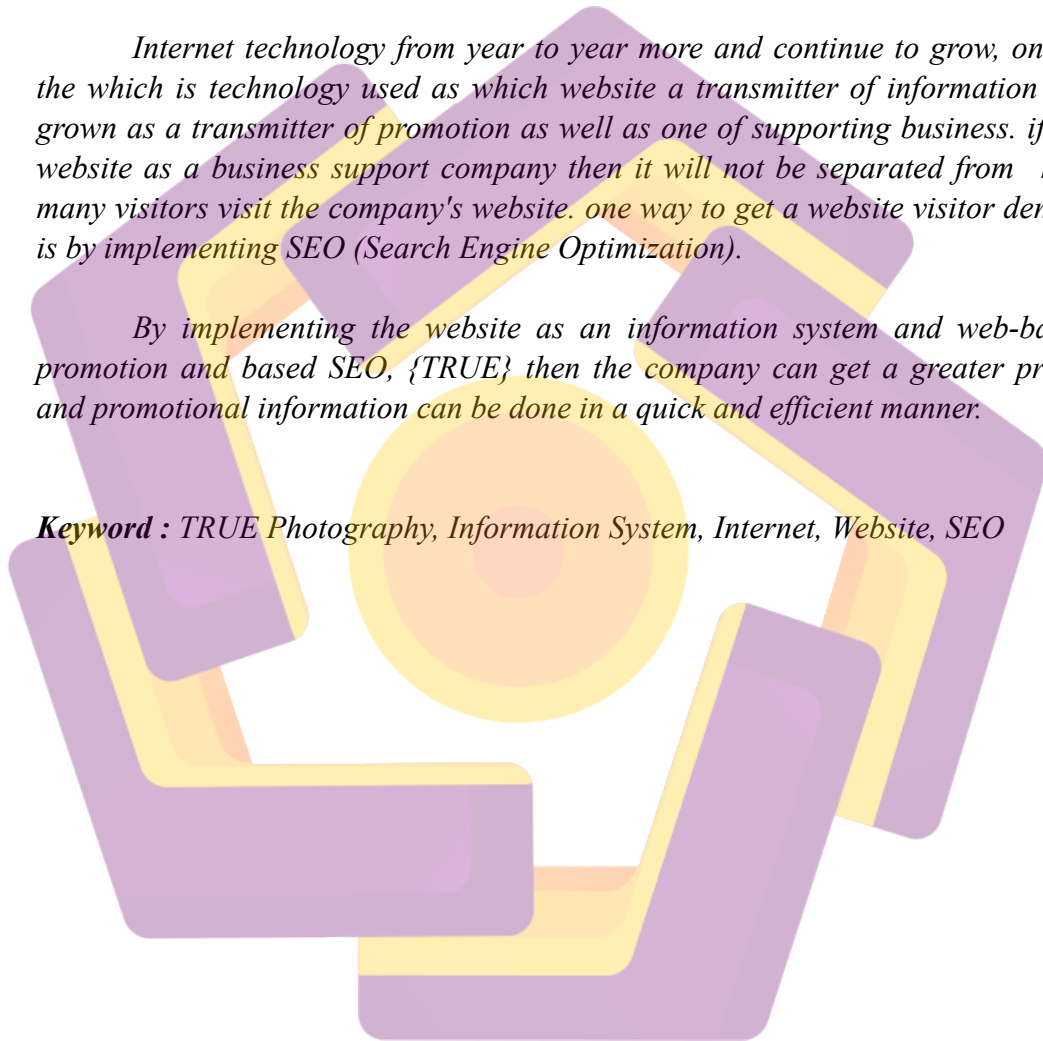 Internet technology from year to year more and continue to grow, on
the which is technology used as which website a transmitter of information
grown as a transmitter of promotion as well as one of supporting business. if
website as a business support company then it will not be separated from
many visitors visit the company's website. one way to get a website visitor
is by implementing SEO (Search Engine Optimization).
By implementing the website as an information system and
promotion and based SEO, {TRUE} then the company can get a greater
and promotional information can be done in a quick and efficient manner.
Keyword : TRUE Photography, Information System, Internet, Website, SEO